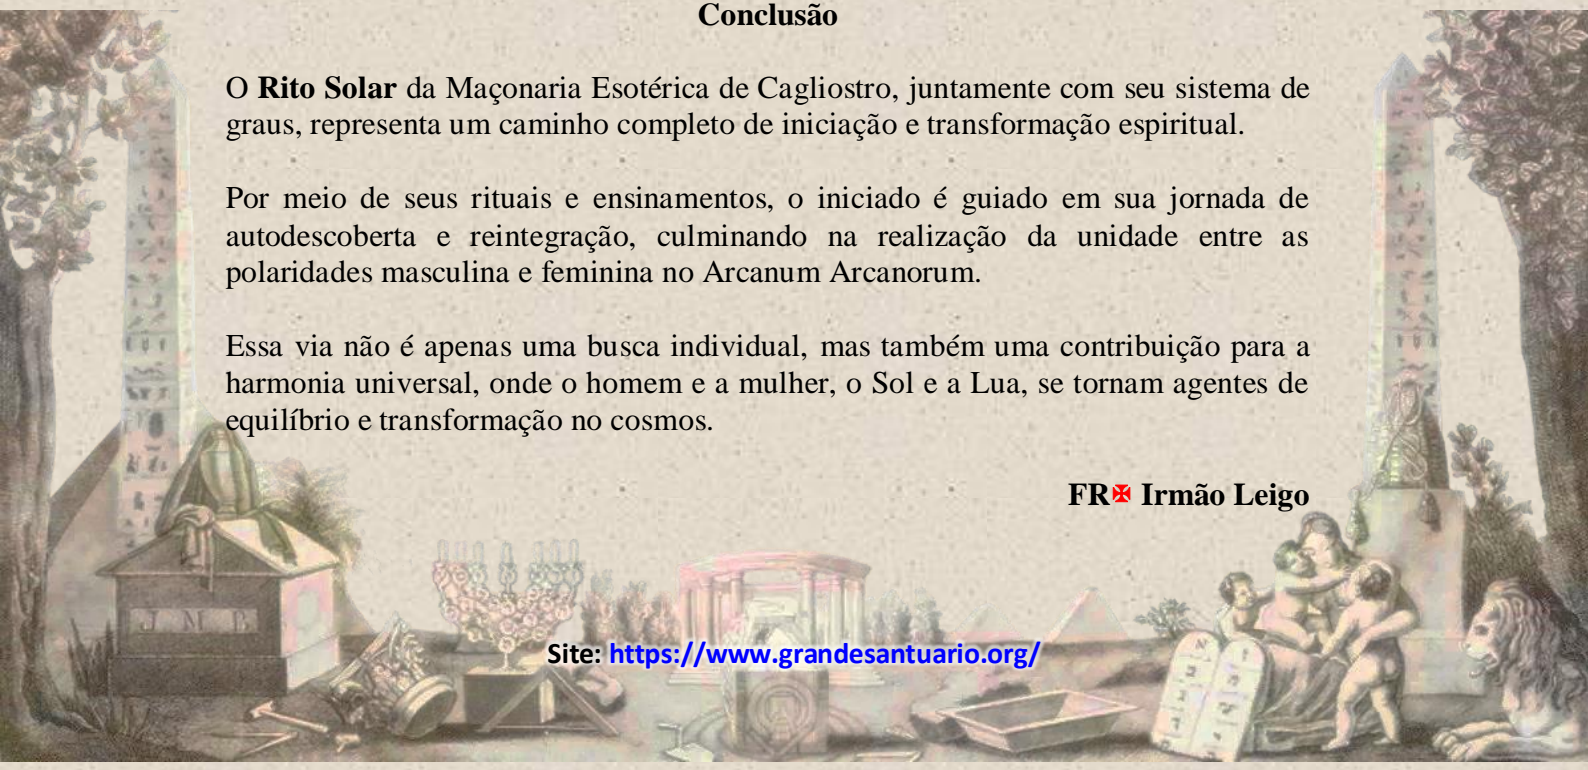 Conclusão
O Rito Solar da Maçonaria Esotérica de Cagliostro, juntamente com seu sistema de
graus, representa um caminho completo de iniciação e transformação espiritual.
Por meio de seus rituais e ensinamentos, o iniciado é guiado em sua jornada de
autodescoberta e reintegração, culminando na realização da unidade entre as
polaridades masculina e feminina no Arcanum Arcanorum.
Essa via não é apenas uma busca individual, mas também uma contribuição para a
harmonia universal, onde o homem e a mulher, o Sol e a Lua, se tornam agentes de
equilíbrio e transformação no cosmos.
FR✠ Irmão Leigo
J M B
Site: https://www.grandesantuario.org/